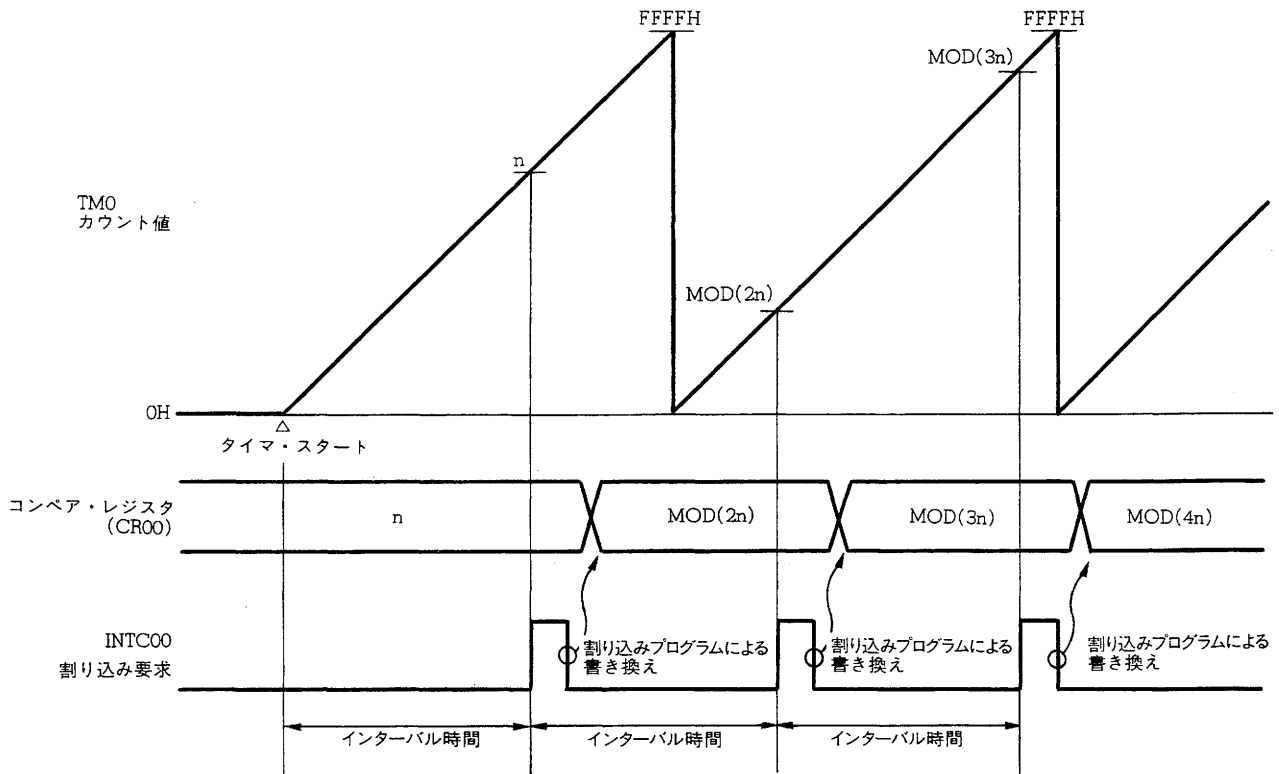 FFFFH
FFFFH
MOD(3n)
n
TM0
カウント値
MOD(2n)
0H
△
タイマ・スタート
コンペア・レジスタ
(CR00)
n
MOD(2n)
MOD(3n)
MOD(4n)
INTC00
割り込み要求
割り込みプログラムによる
書き換え
割り込みプログラムによる
書き換え
割り込みプログラムによる
書き換え
インターバル時間
インターバル時間
インターバル時間